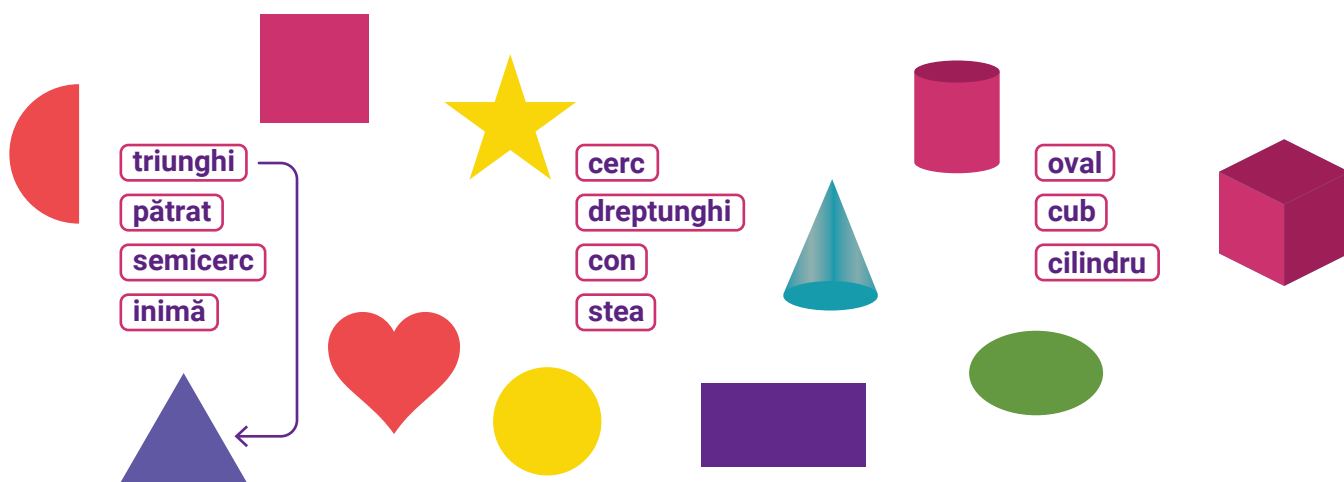 triunghi
pătrat
semicerc
inimă
cerc
dreptunghi
con
stea
oval
cub
cilindru